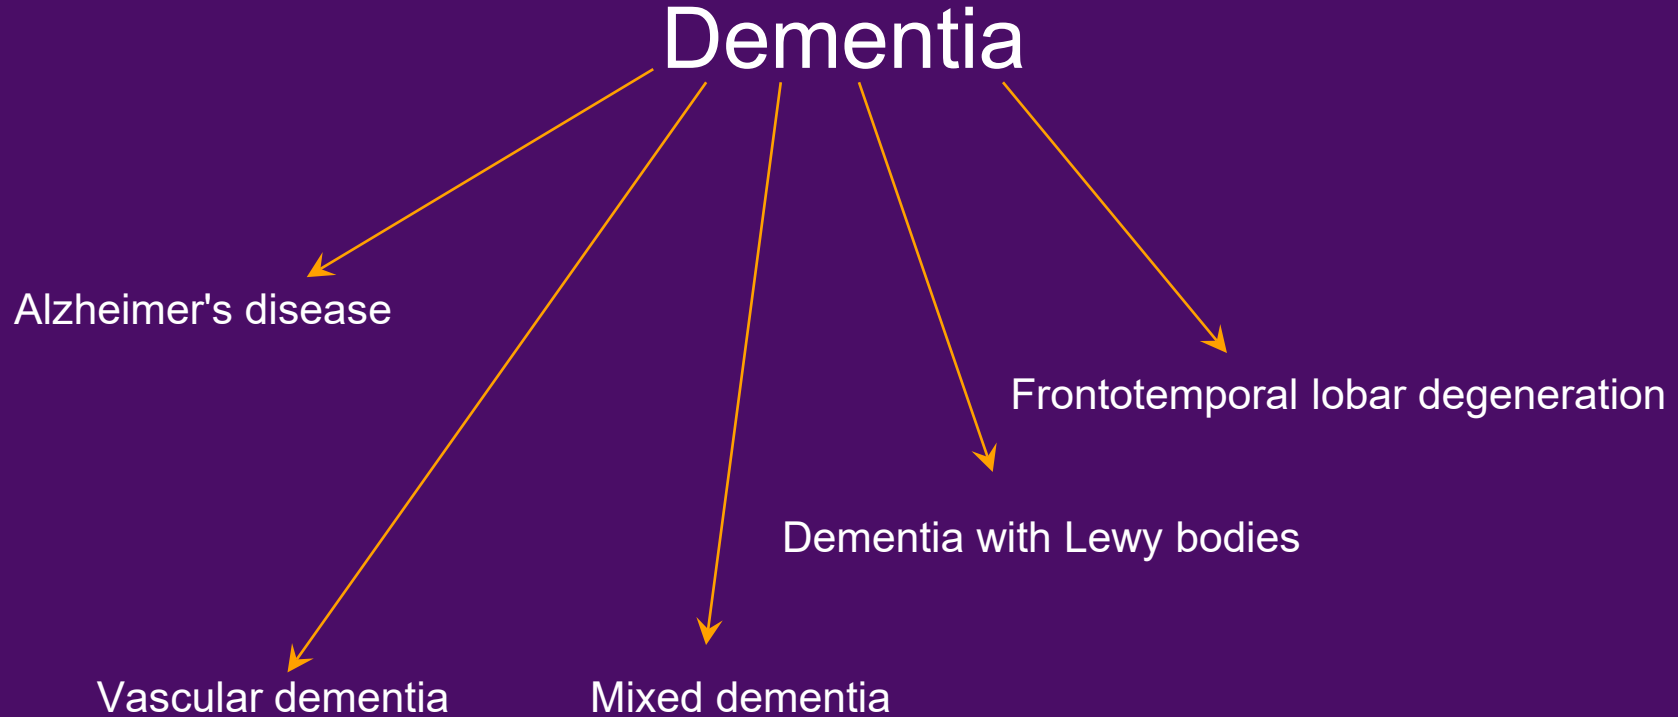 Dementia
Alzheimer's disease
Frontotemporal lobar degeneration
Dementia with Lewy bodies
Vascular dementia
Mixed dementia